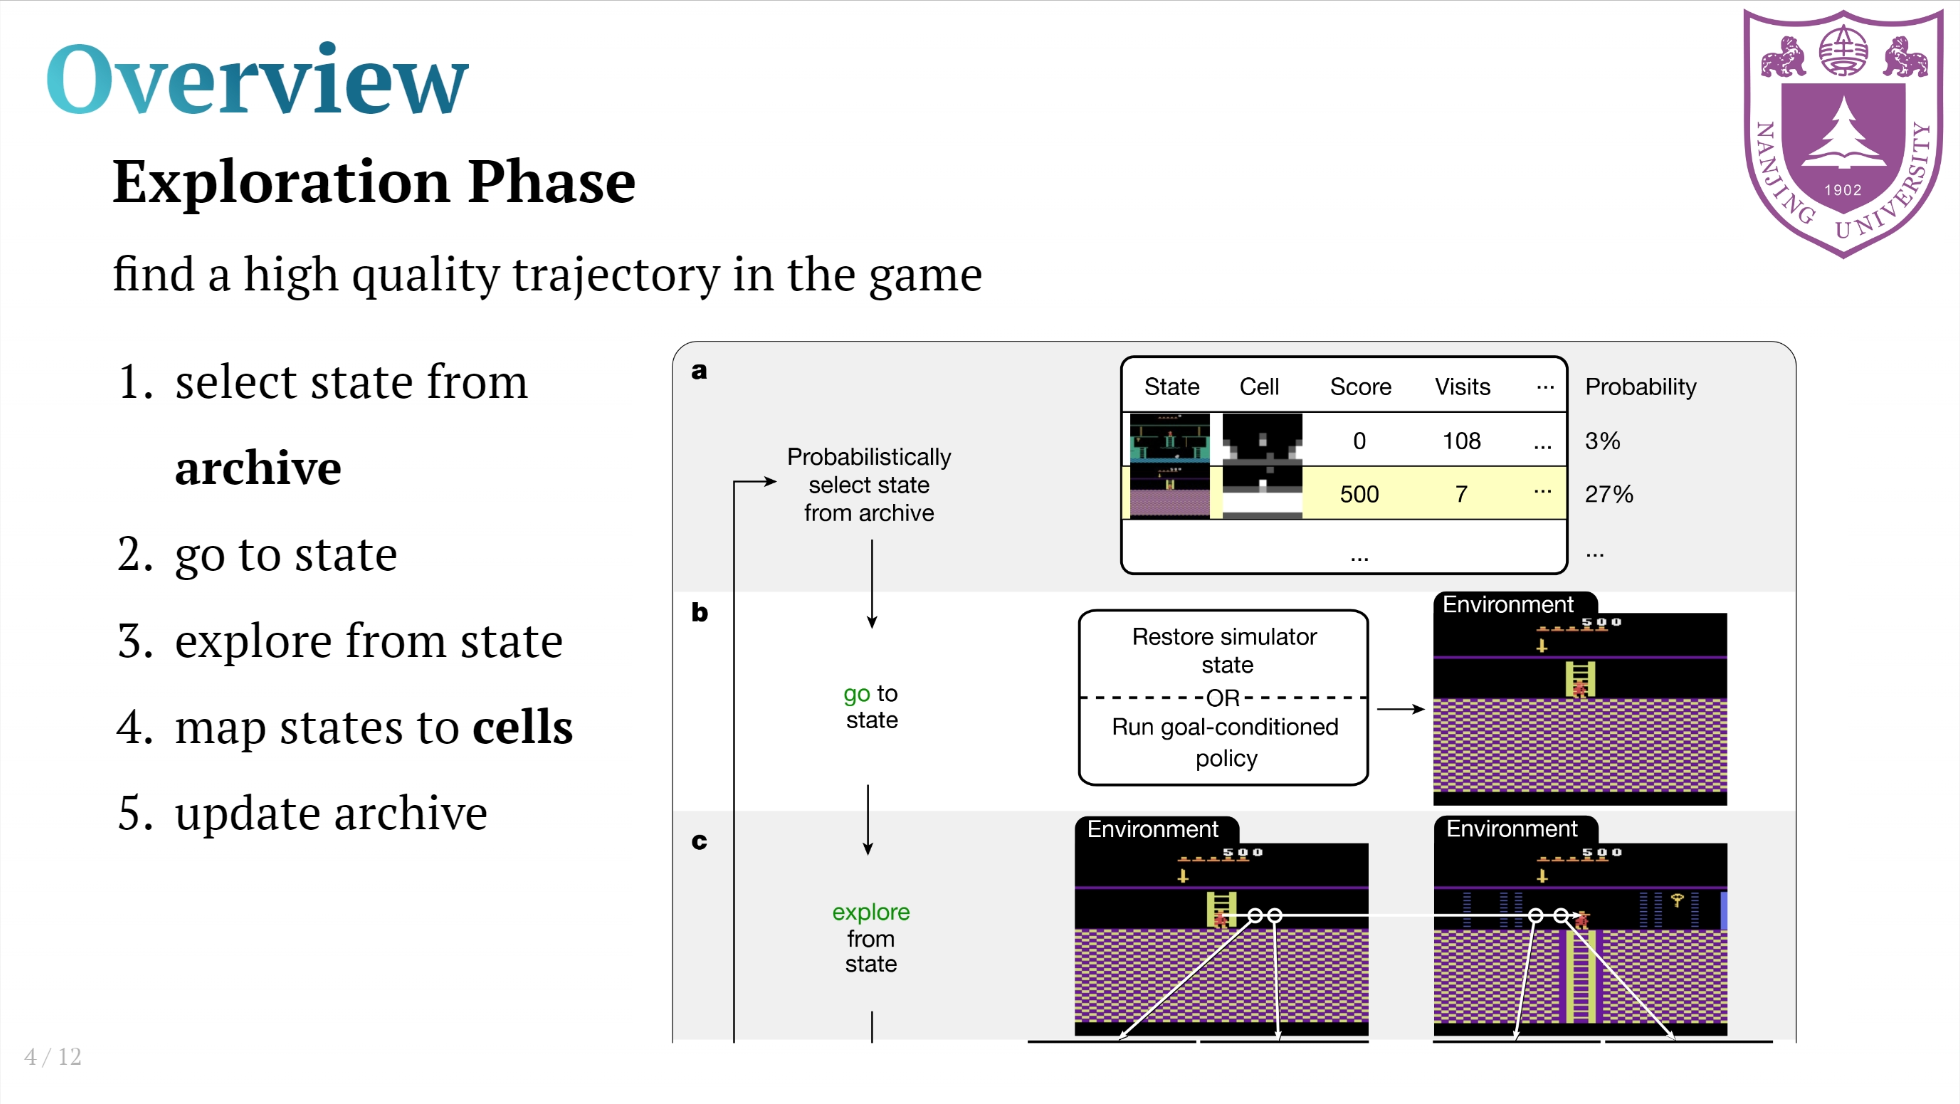 Overview
Exploration Phase
find a high quality trajectory in the game
1. select state from
archive
2. go to state
3. explore from state
4. map states to cells
5. update archive
a
Probabilistically
select state
from archive
State Cell Score Visits ... Probability
0 108 ... 3%
500 7 ... 27%
... ...
b
go to
state
Restore simulator
state
OR
Run goal-conditioned
policy
Environment
500
c
explore
from
state
Environment
500
Environment
500
NANJING UNIVERSITY
1902
4 / 12